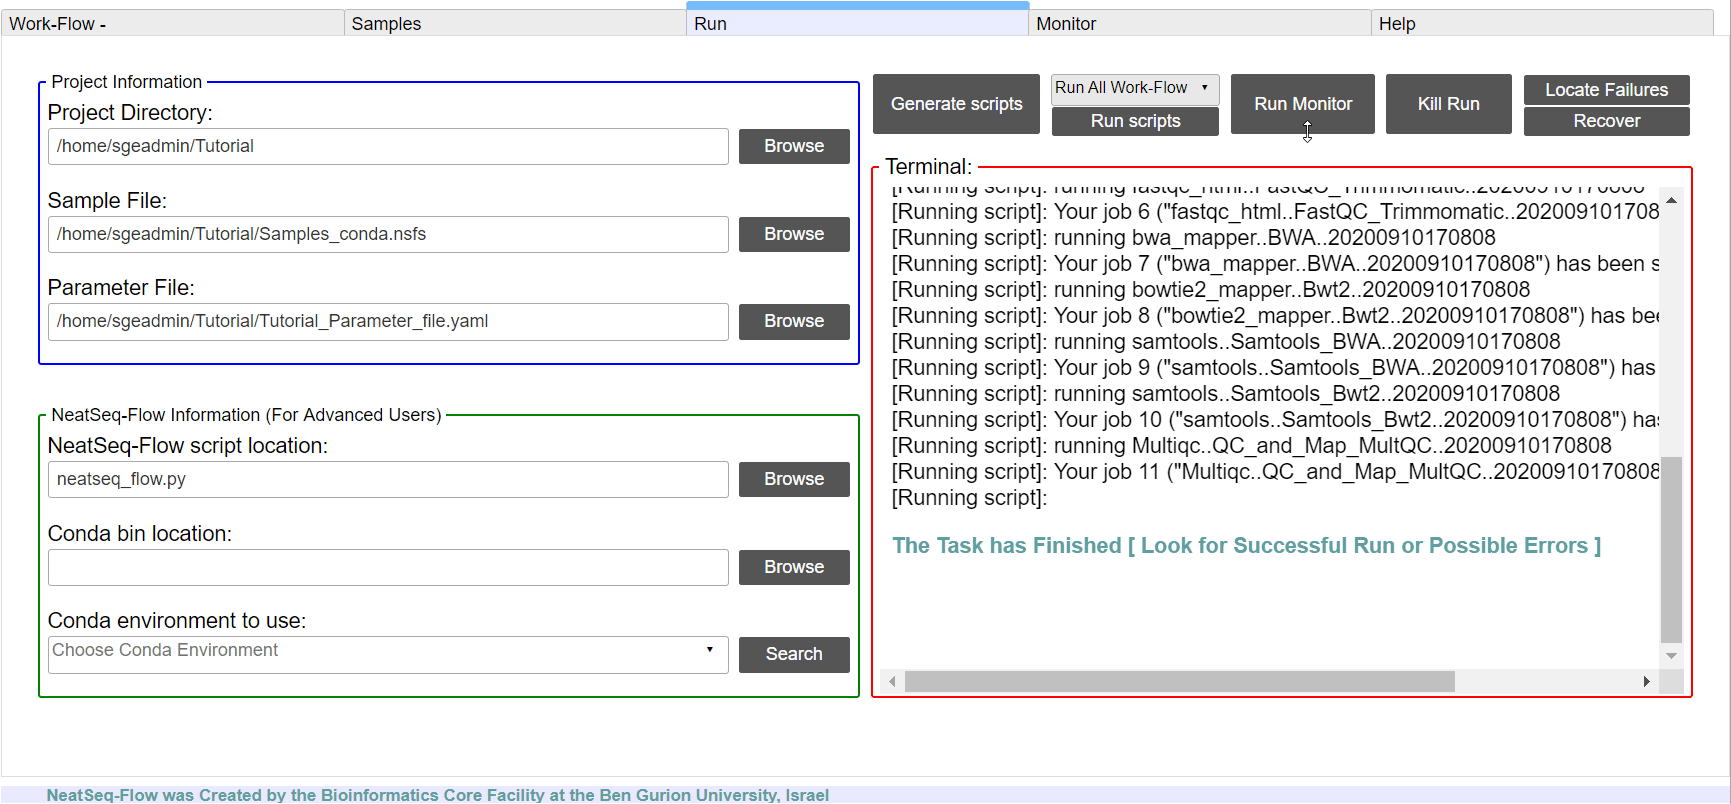 Work-Flow -
Samples
Run
Monitor
Help
Project Information
Project Directory:
/home/sgeadmin/Tutorial
Browse
Sample File:
/home/sgeadmin/Tutorial/Samples_conda.nsfs
Browse
Parameter File:
/home/sgeadmin/Tutorial/Tutorial_Parameter_file.yaml
Browse
NeatSeq-Flow Information (For Advanced Users)
NeatSeq-Flow script location:
neatseq_flow.py
Browse
Conda bin location:
Browse
Conda environment to use:
Choose Conda Environment
Search
Generate scripts
Run All Work-Flow
Run scripts
Run Monitor
Kill Run
Locate Failures
Recover
Terminal:
[Running script]: running fastqc_html..FastQC_Trimmomatic..20200910170808
[Running script]: Your job 6 ("fastqc_html..FastQC_Trimmomatic..202009101708
[Running script]: running bwa_mapper..BWA..20200910170808
[Running script]: Your job 7 ("bwa_mapper..BWA..20200910170808") has been s
[Running script]: running bowtie2_mapper..Bwt2..20200910170808
[Running script]: Your job 8 ("bowtie2_mapper..Bwt2..20200910170808") has bee
[Running script]: running samtools..Samtools_BWA..20200910170808
[Running script]: Your job 9 ("samtools..Samtools_BWA..20200910170808") has
[Running script]: running samtools..Samtools_Bwt2..20200910170808
[Running script]: Your job 10 ("samtools..Samtools_Bwt2..20200910170808") has
[Running script]: running Multiqc..QC_and_Map_MultQC..20200910170808
[Running script]: Your job 11 ("Multiqc..QC_and_Map_MultQC..20200910170808
[Running script]:
The Task has Finished [ Look for Successful Run or Possible Errors ]
NeatSeq-Flow was Created by the Bioinformatics Core Facility at the Ben Gurion University, Israel